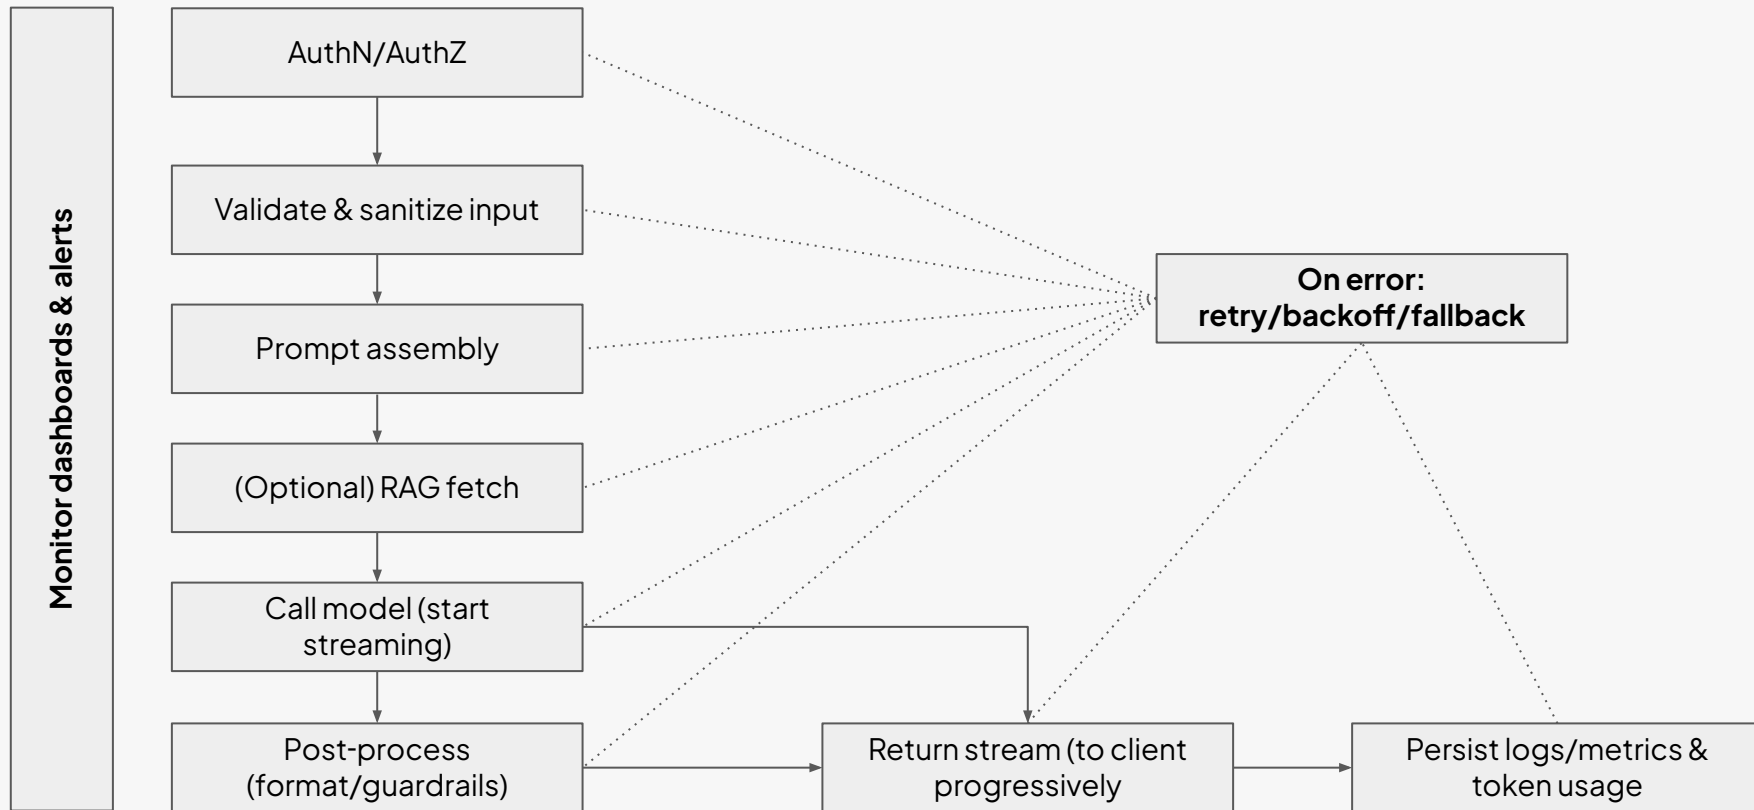 Monitor dashboards & alerts
AuthN/AuthZ
Validate & sanitize input
Prompt assembly
(Optional) RAG fetch
Call model (start
streaming)
Post-process
(format/guardrails)
On error:
retry/backoff/fallback
Return stream (to client
progressively
Persist logs/metrics &
token usage